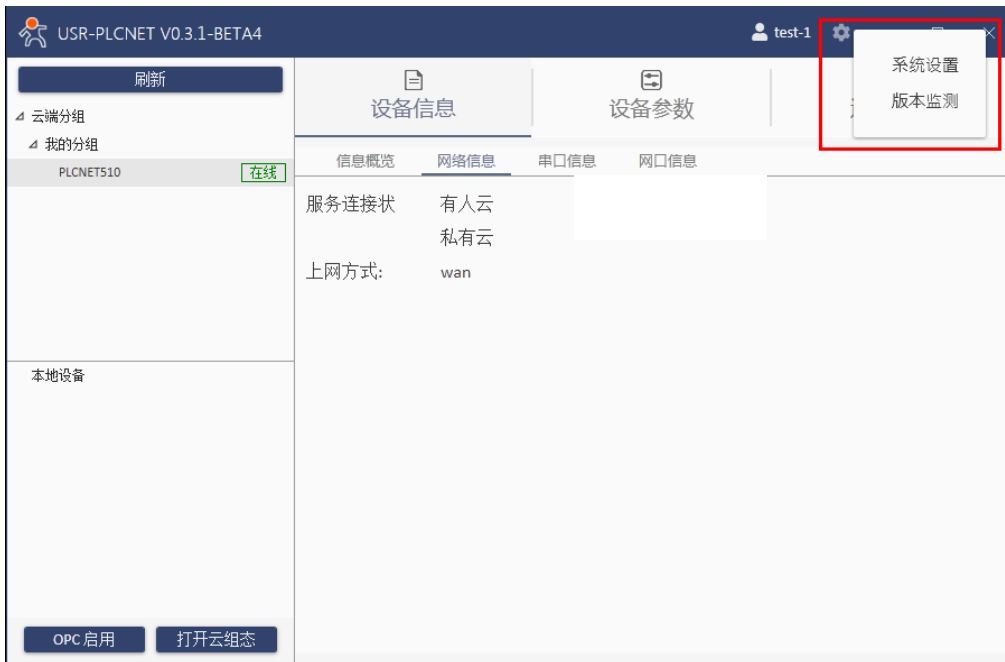 USR-PLCNET V0.3.1-BETA4
test-1
系统设置
版本监测
刷新
云端分组
我的分组
PLCNET510 在线
本地设备
OPC启用 打开云组态
设备信息 设备参数
信息概览 网络信息 串口信息 网口信息
服务连接状 有人云
私有云
上网方式: wan